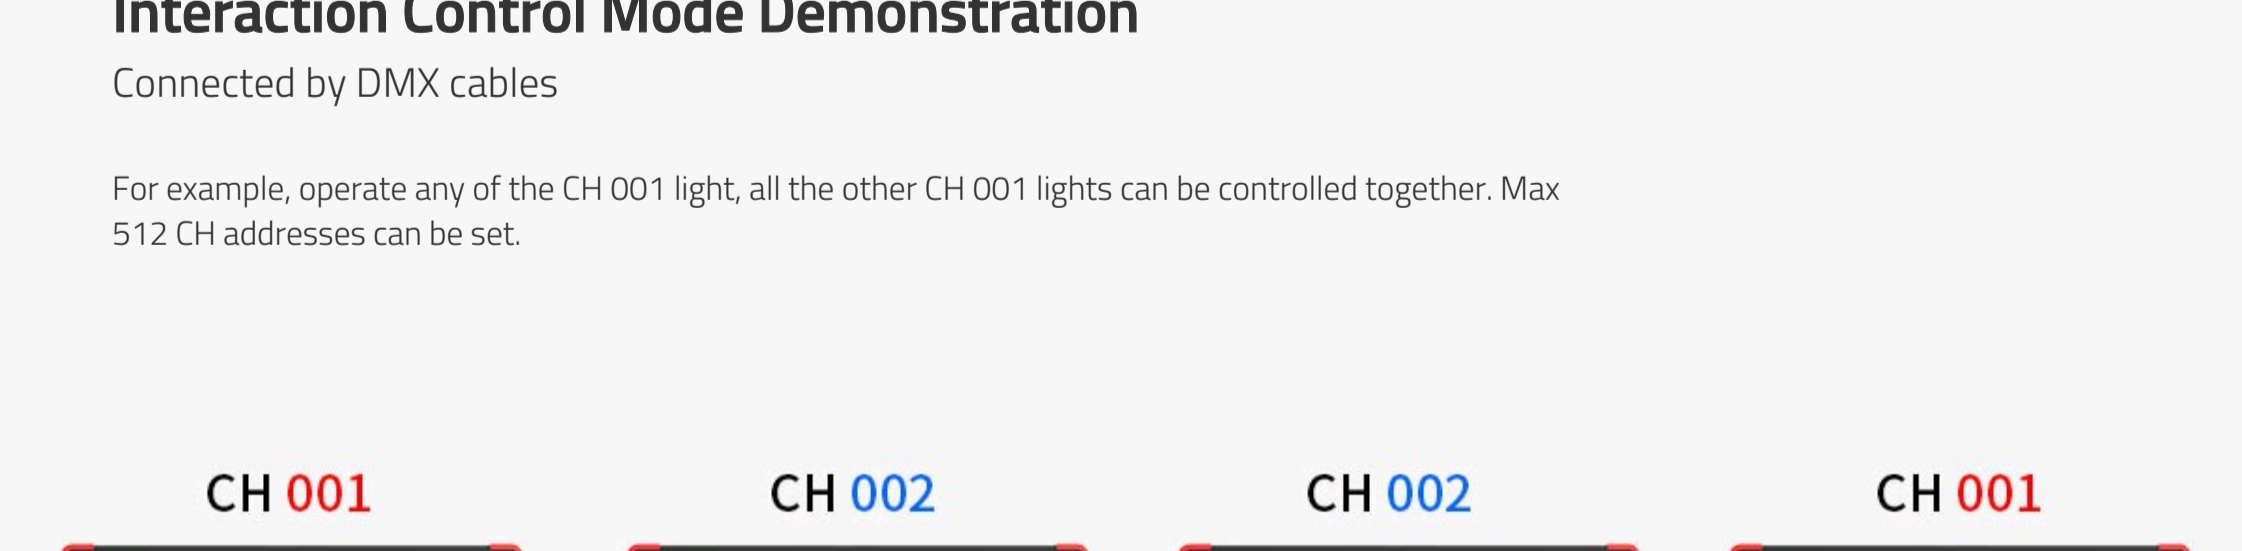 Interaction Control Mode Demonstration
Connected by DMX cables
For example, operate any of the CH 001 light, all the other CH 001 lights can be controlled together. Max
512 CH addresses can be set.
CH 001 CH 002 CH 002 CH 001